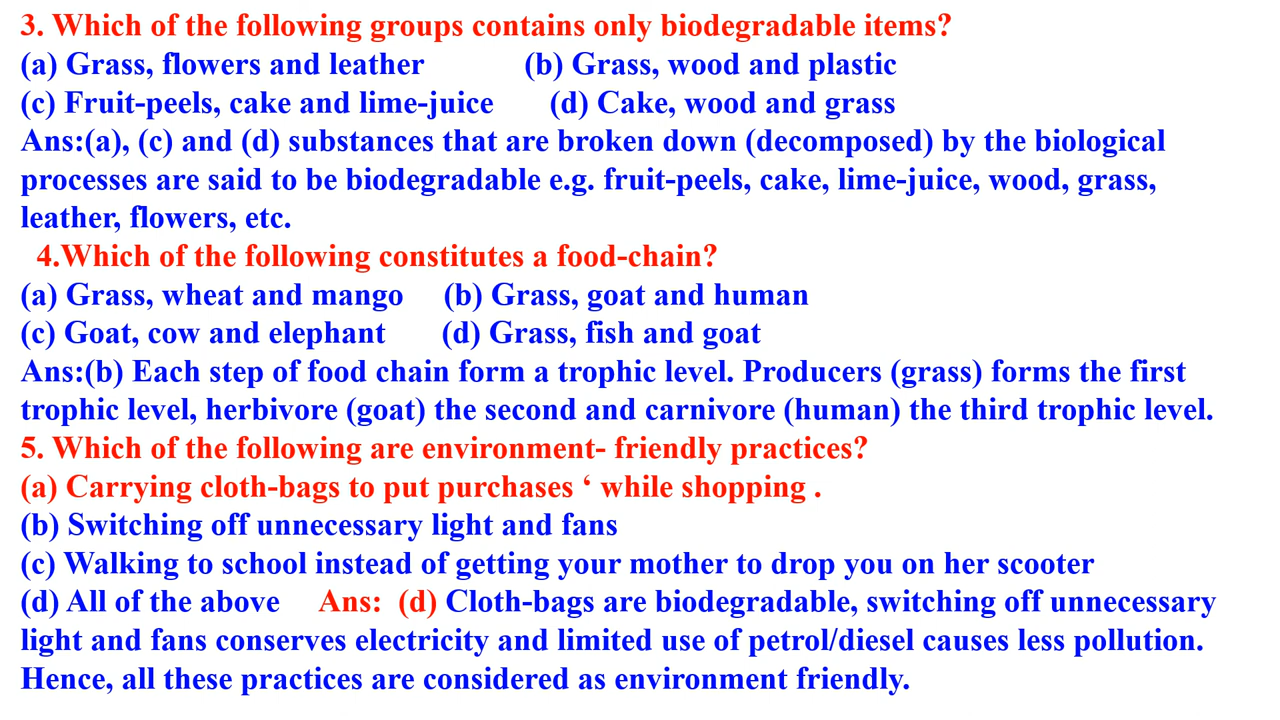 3. Which of the following groups contains only biodegradable items?
(a) Grass, flowers and leather (b) Grass, wood and plastic
(c) Fruit-peels, cake and lime-juice (d) Cake, wood and grass
Ans:(a), (c) and (d) substances that are broken down (decomposed) by the biological
processes are said to be biodegradable e.g. fruit-peels, cake, lime-juice, wood, grass,
leather, flowers, etc.
4.Which of the following constitutes a food-chain?
(a) Grass, wheat and mango (b) Grass, goat and human
(c) Goat, cow and elephant (d) Grass, fish and goat
Ans:(b) Each step of food chain form a trophic level. Producers (grass) forms the first
trophic level, herbivore (goat) the second and carnivore (human) the third trophic level.
5. Which of the following are environment- friendly practices?
(a) Carrying cloth-bags to put purchases ‘ while shopping .
(b) Switching off unnecessary light and fans
(c) Walking to school instead of getting your mother to drop you on her scooter
(d) All of the above Ans: (d) Cloth-bags are biodegradable, switching off unnecessary
light and fans conserves electricity and limited use of petrol/diesel causes less pollution.
Hence, all these practices are considered as environment friendly.